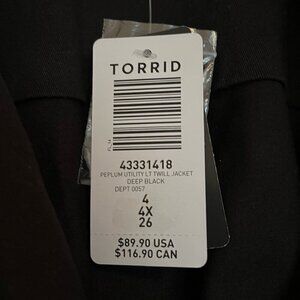 TORRID
43331418
PEPLUM UTILITY LT TWILL JACKET
DEEP BLACK
DEPT 0057
4
4X
26
$89.90 USA
$116.90 CAN